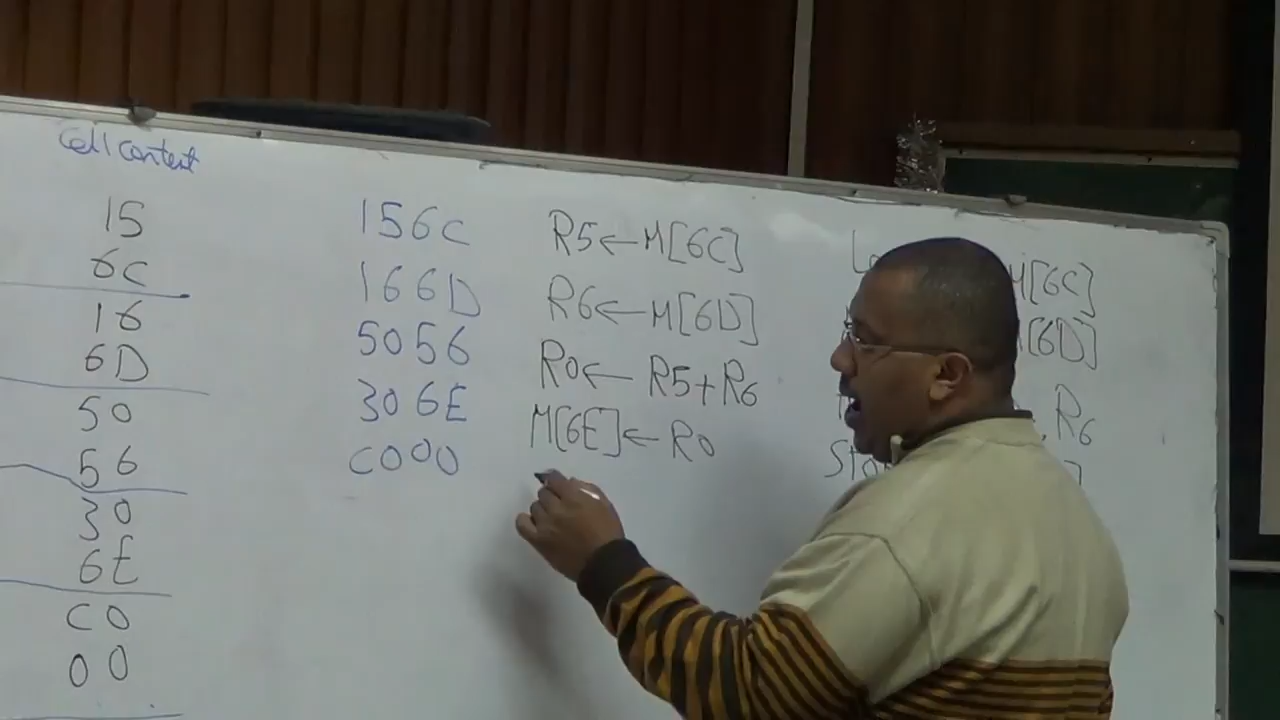 Cell content
15
6C
16
6D
50
56
30
6E
C0
00
156C
166D
5056
306E
C000
R5←M[6C]
R6←M[6D]
R0←R5+R6
M[6E]←R0
M[6C]
[6D]
, R6